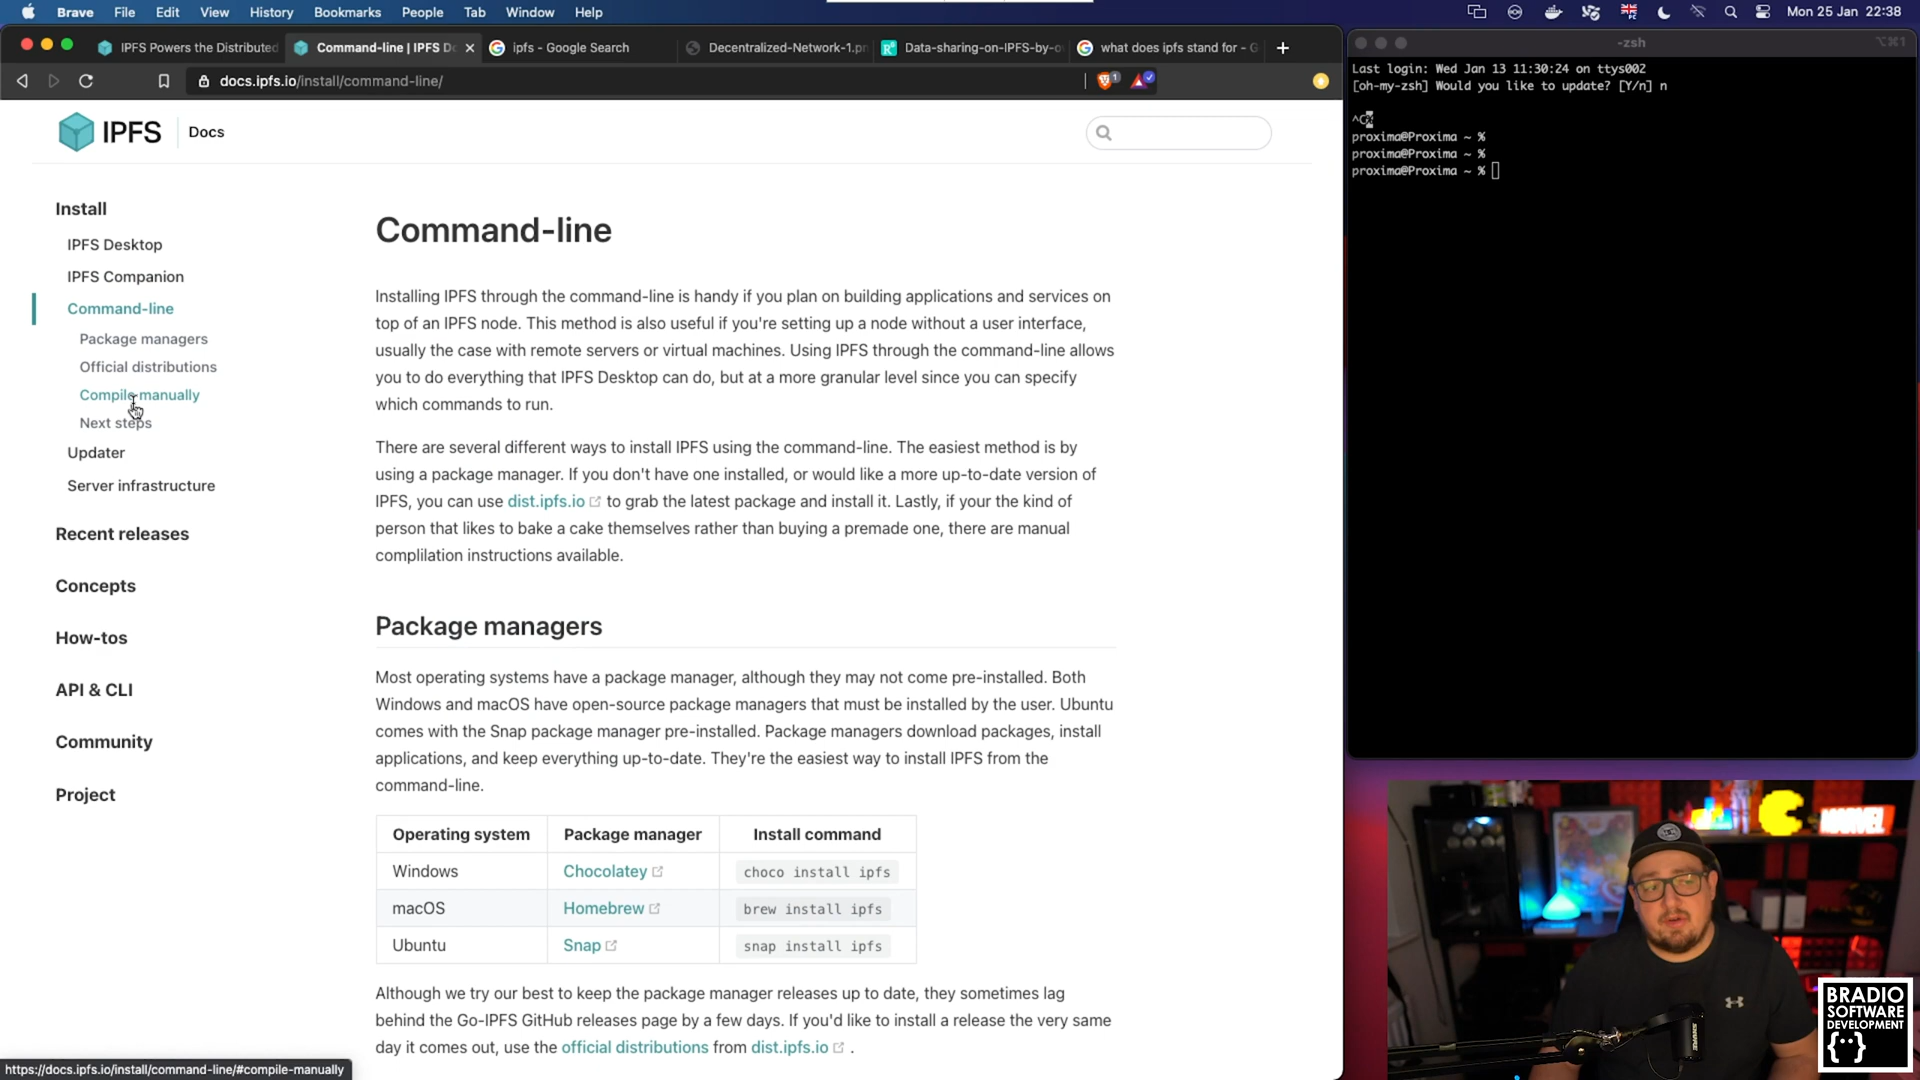 Brave File Edit View History Bookmarks People Tab Window Help Mon 25 Jan 22:38
IPFS Powers the Distributed
Command-line | IPFS Do
ipfs - Google Search
Decentralized-Network-1.pn
Data-sharing-on-IPFS-by-o
what does ipfs stand for - G
docs.ipfs.io/install/command-line/
IPFS Docs
Install
IPFS Desktop
IPFS Companion
Command-line
Package managers
Official distributions
Compile manually
Next steps
Updater
Server infrastructure
Recent releases
Concepts
How-tos
API & CLI
Community
Project
Command-line
Installing IPFS through the command-line is handy if you plan on building applications and services on
top of an IPFS node. This method is also useful if you're setting up a node without a user interface,
usually the case with remote servers or virtual machines. Using IPFS through the command-line allows
you to do everything that IPFS Desktop can do, but at a more granular level since you can specify
which commands to run.
There are several different ways to install IPFS using the command-line. The easiest method is by
using a package manager. If you don't have one installed, or would like a more up-to-date version of
IPFS, you can use dist.ipfs.io to grab the latest package and install it. Lastly, if your the kind of
person that likes to bake a cake themselves rather than buying a premade one, there are manual
complilation instructions available.
Package managers
Most operating systems have a package manager, although they may not come pre-installed. Both
Windows and macOS have open-source package managers that must be installed by the user. Ubuntu
comes with the Snap package manager pre-installed. Package managers download packages, install
applications, and keep everything up-to-date. They're the easiest way to install IPFS from the
command-line.
Operating system Package manager Install command
Windows Chocolatey choco install ipfs
macOS Homebrew brew install ipfs
Ubuntu Snap snap install ipfs
Although we try our best to keep the package manager releases up to date, they sometimes lag
behind the Go-IPFS GitHub releases page by a few days. If you'd like to install a release the very same
day it comes out, use the official distributions from dist.ipfs.io .
https://docs.ipfs.io/install/command-line/#compile-manually
-zsh
⌥⌘1
Last login: Wed Jan 13 11:30:24 on ttys002
[oh-my-zsh] Would you like to update? [Y/n] n
^C%
proxima@Proxima ~ %
proxima@Proxima ~ %
proxima@Proxima ~ %
MARVEL
SHURE
BRADIO
SOFTWARE
DEVELOPMENT
{··}